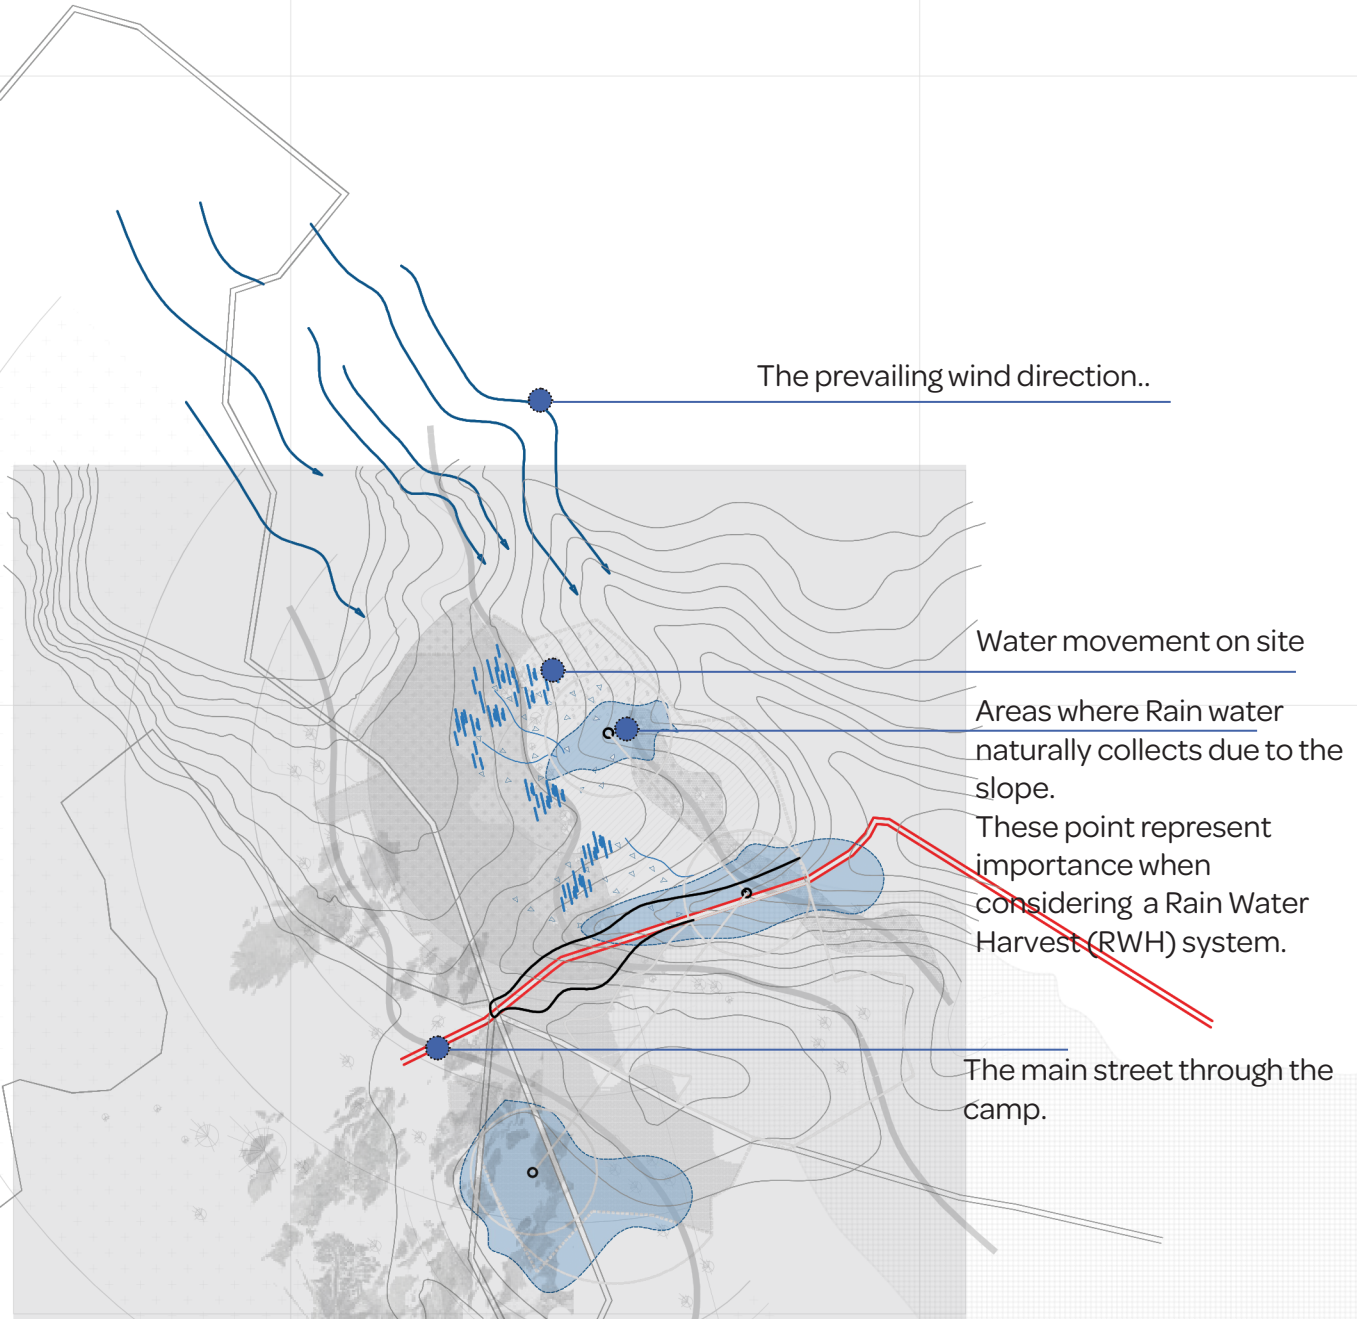 The prevailing wind direction..
Water movement on site
Areas where Rain water
naturally collects due to the
slope.
These point represent
importance when
considering a Rain Water
Harvest (RWH) system.
The main street through the
camp.